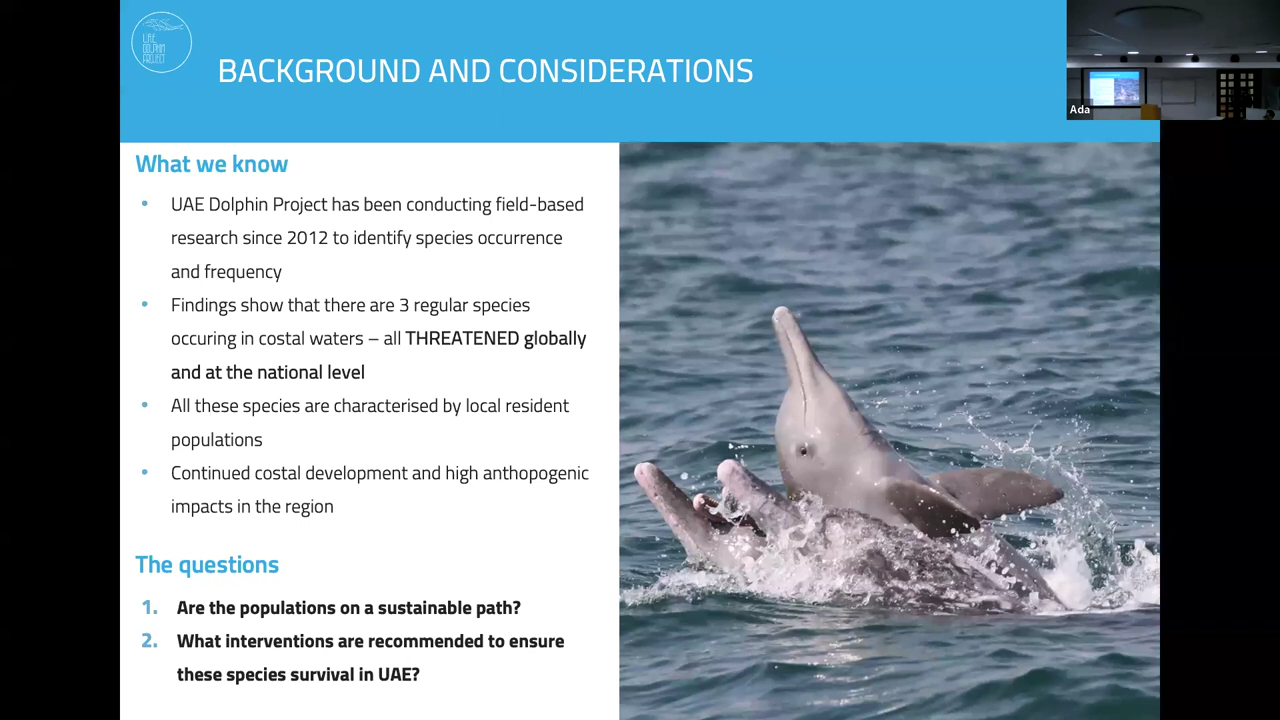 U.A.E.
DOLPHIN
PROJECT
BACKGROUND AND CONSIDERATIONS
Ada
What we know
• UAE Dolphin Project has been conducting field-based
research since 2012 to identify species occurrence
and frequency
• Findings show that there are 3 regular species
occuring in costal waters – all THREATENED globally
and at the national level
• All these species are characterised by local resident
populations
• Continued costal development and high anthopogenic
impacts in the region
The questions
1. Are the populations on a sustainable path?
2. What interventions are recommended to ensure
these species survival in UAE?